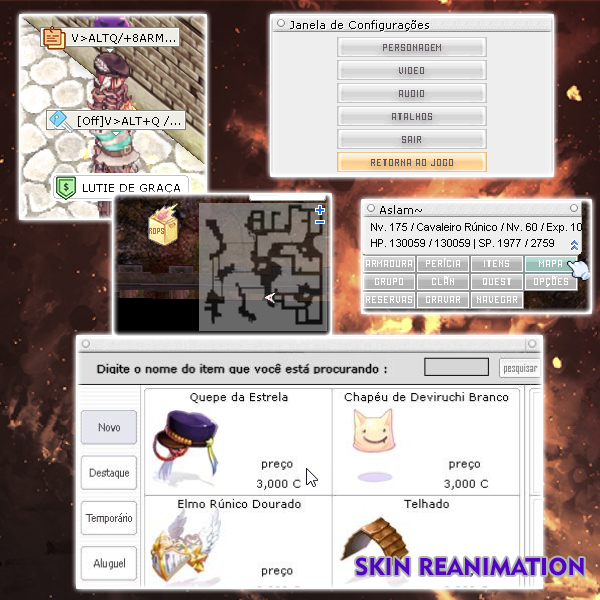 V>ALTQ/+8ARM...
[Off]V>ALT+Q /...
LUTIE DE GRAÇA
Janela de Configurações
PERSONAGEM
VIDEO
AUDIO
ATALHOS
SAIR
RETORNA AO JOGO
ROPS
Aslam~
Nv. 175 / Cavaleiro Rúnico / Nv. 60 / Exp. 10
HP. 130059 / 130059 | SP. 1977 / 2759
ARMADURA PERÍCIA ITENS MAPA
GRUPO CLÃN QUEST OPÇÕES
RESERVAS GRAVAR NAVEGAR
Digite o nome do item que você está procurando :
pesquisar
Novo
Destaque
Temporário
Aluguel
Quepe da Estrela
preço
3,000 C
Chapéu de Deviruchi Branco
preço
3,000 C
Elmo Rúnico Dourado
preço
Telhado
SKIN REANIMATION